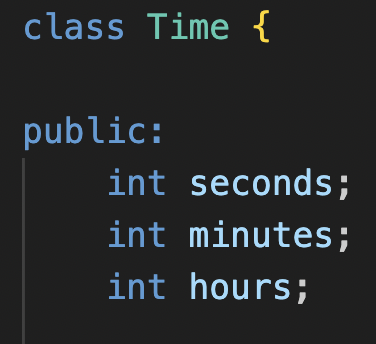 class Time {
public:
    int seconds;
    int minutes;
    int hours;